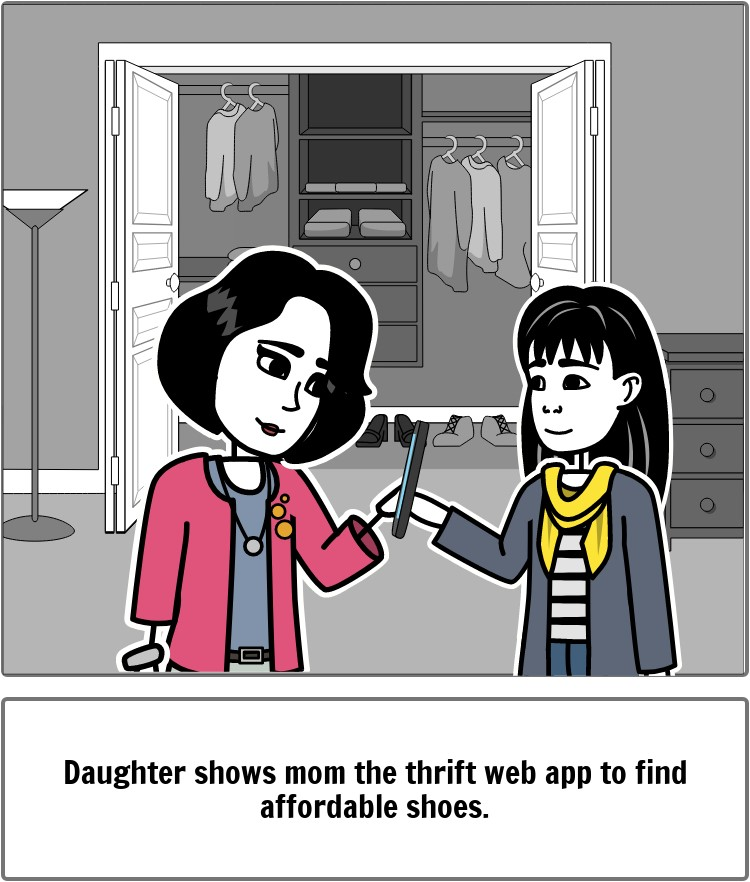 Daughter shows mom the thrift web app to find
affordable shoes.